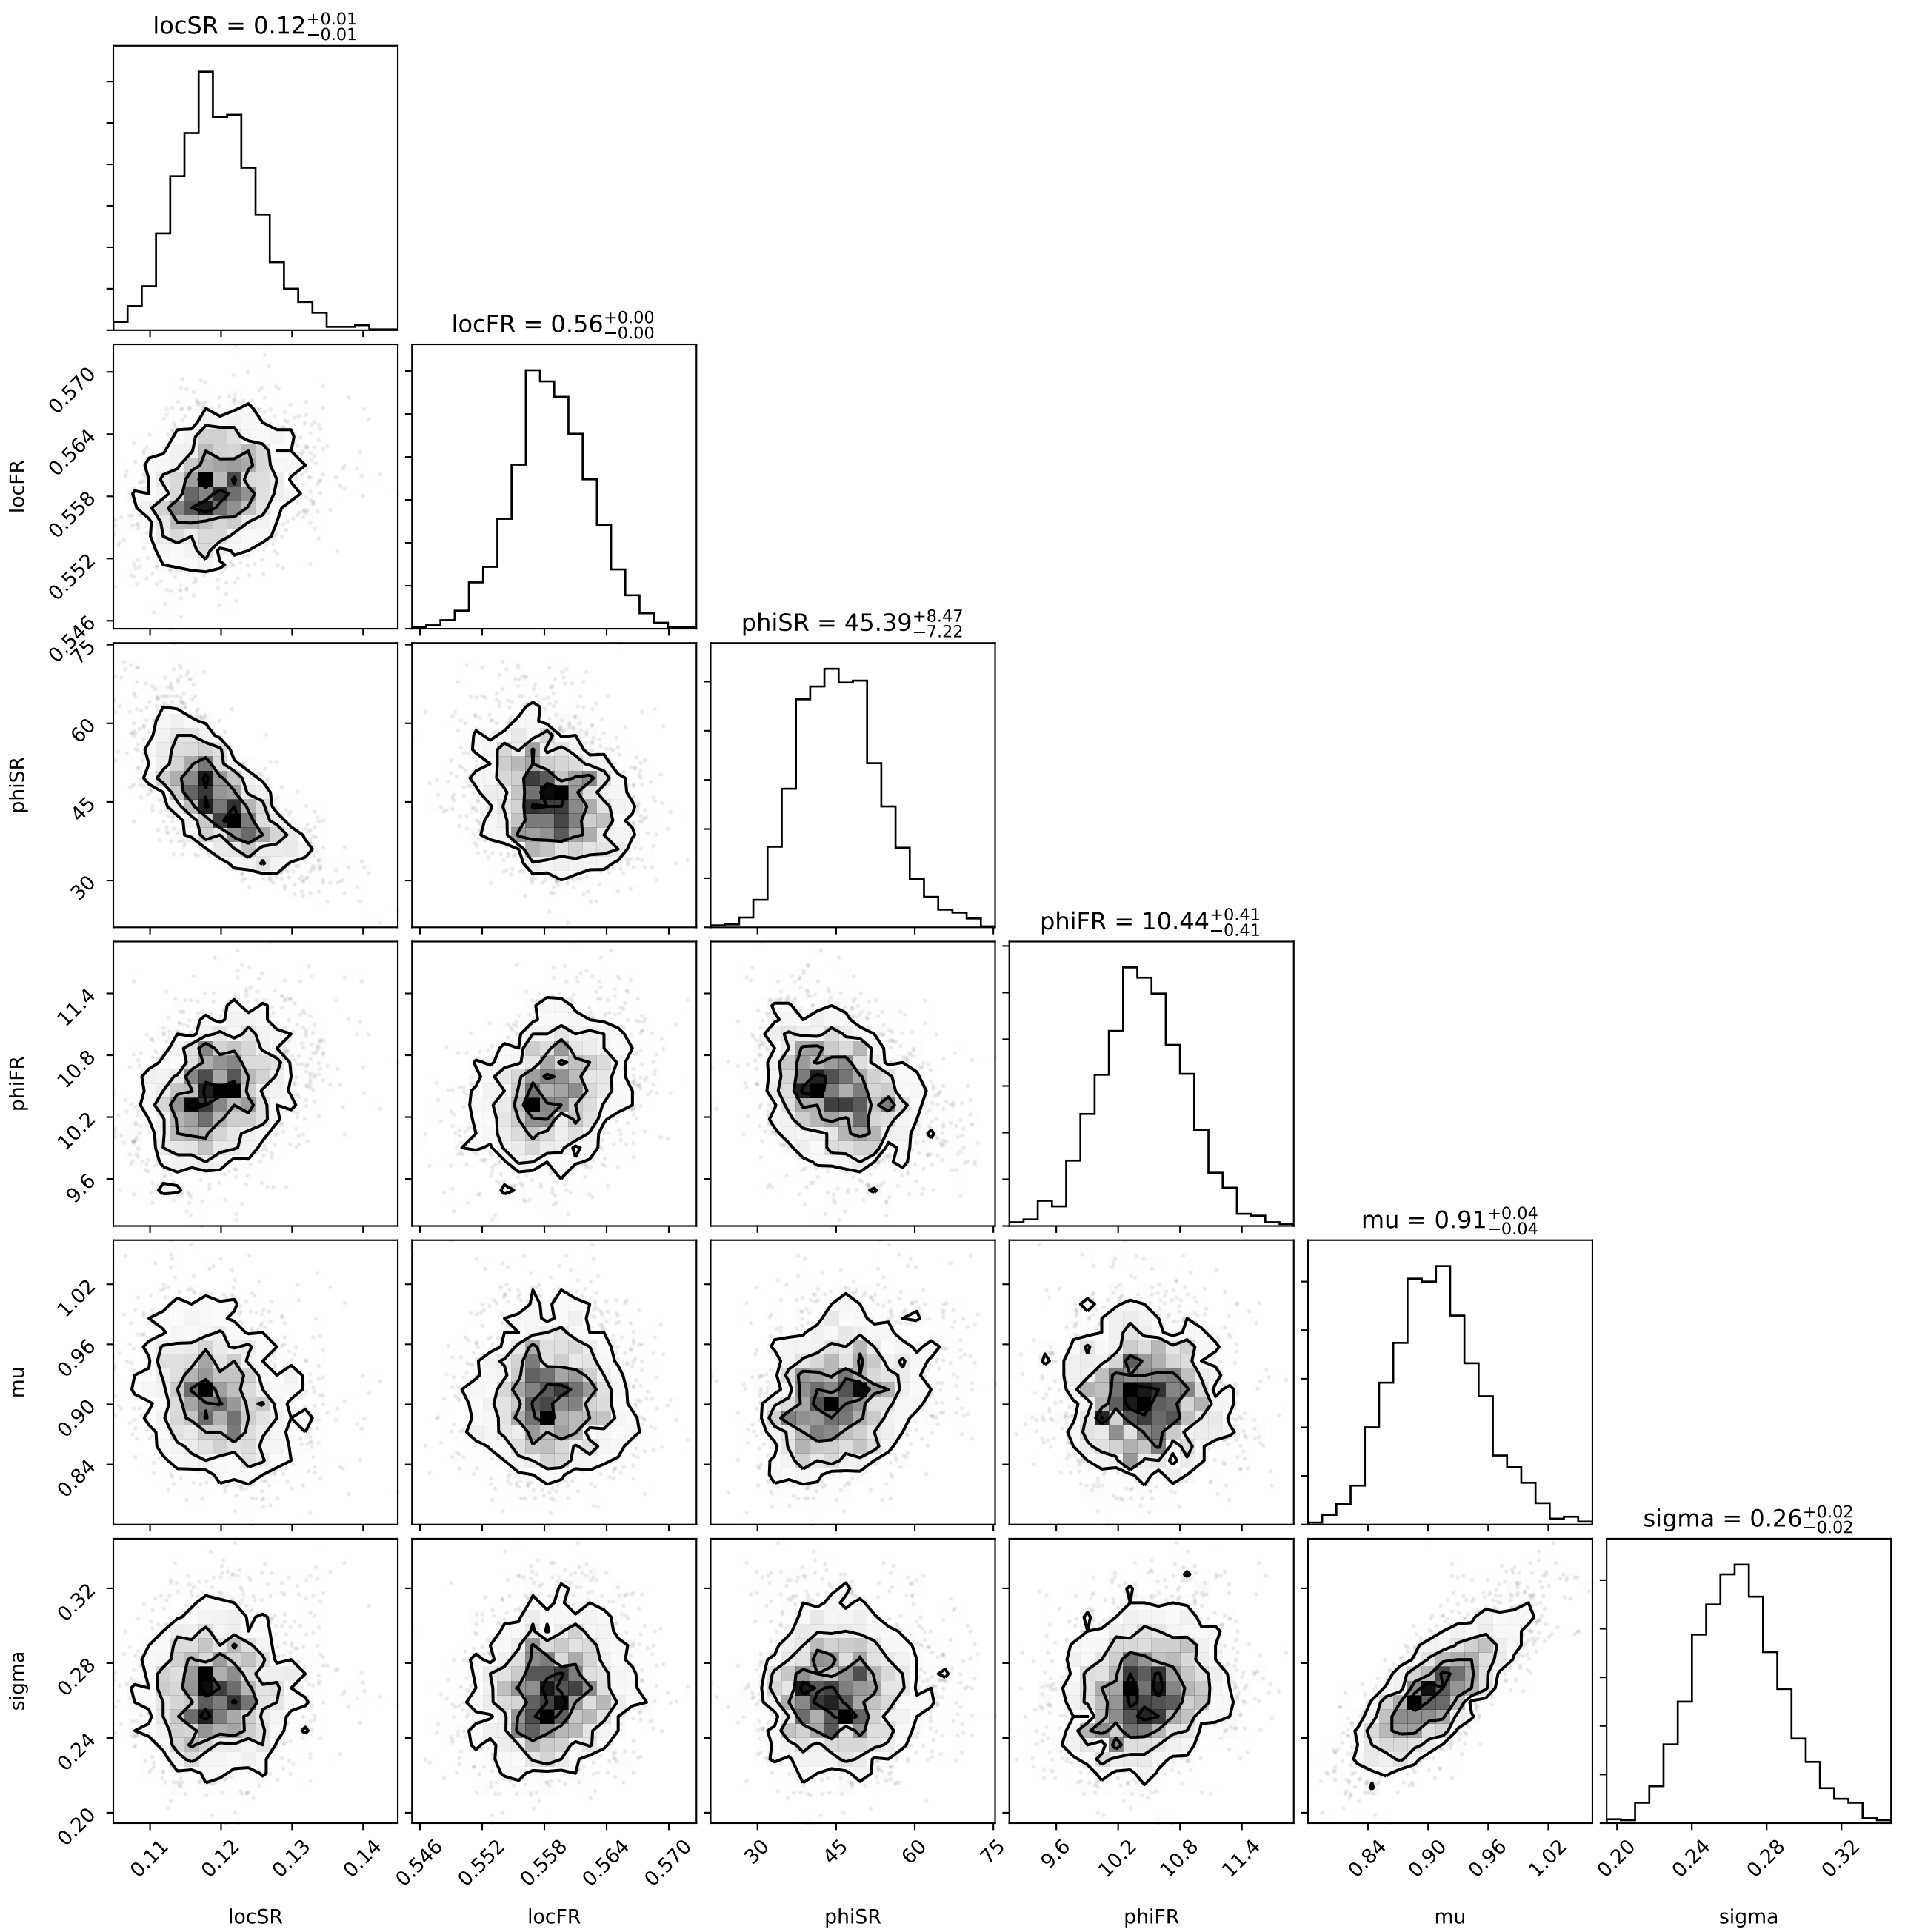 locSR = 0.12 +0.01 −0.01
locFR = 0.56 +0.00 −0.00
0.570
0.564
0.558
0.552
0.546
locFR
phiSR = 45.39 +8.47 −7.22
75
60
45
30
phiSR
phiFR = 10.44 +0.41 −0.41
11.4
10.8
10.2
9.6
phiFR
mu = 0.91 +0.04 −0.04
1.02
0.96
0.90
0.84
mu
sigma = 0.26 +0.02 −0.02
0.32
0.28
0.24
0.20
sigma
0.11 0.12 0.13 0.14 0.546 0.552 0.558 0.564 0.570 30 45 60 75 9.6 10.2 10.8 11.4 0.84 0.90 0.96 1.02 0.20 0.24 0.28 0.32
locSR locFR phiSR phiFR mu sigma